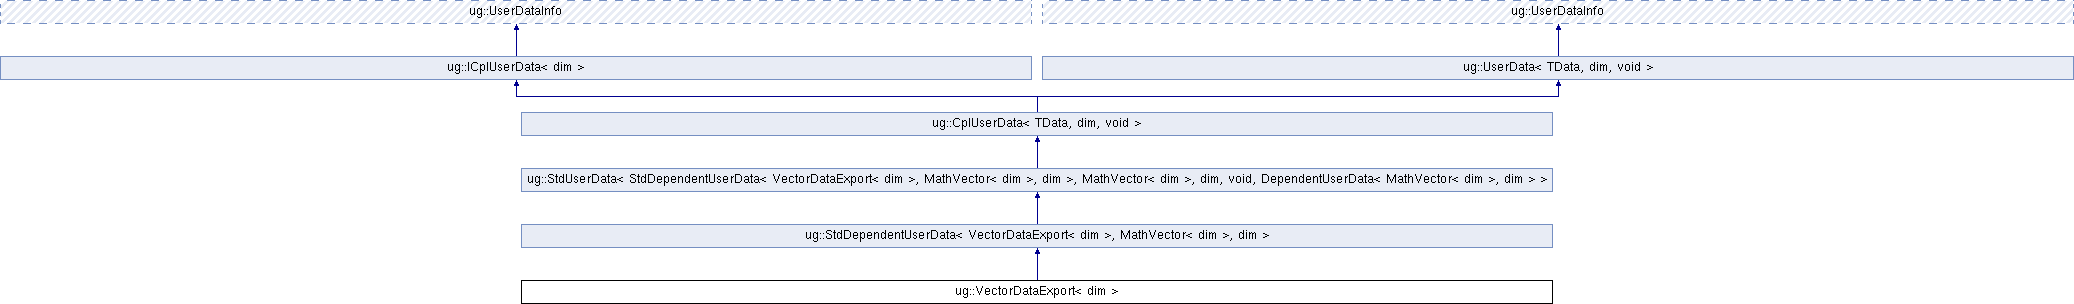 ug::UserDataInfo
ug::UserDataInfo
ug::ICplUserData< dim >
ug::UserData< TData, dim, void >
ug::CplUserData< TData, dim, void >
ug::StdUserData< StdDependentUserData< VectorDataExport< dim >, MathVector< dim >, dim >, MathVector< dim >, dim, void, DependentUserData< MathVector< dim >, dim > >
ug::StdDependentUserData< VectorDataExport< dim >, MathVector< dim >, dim >
ug::VectorDataExport< dim >